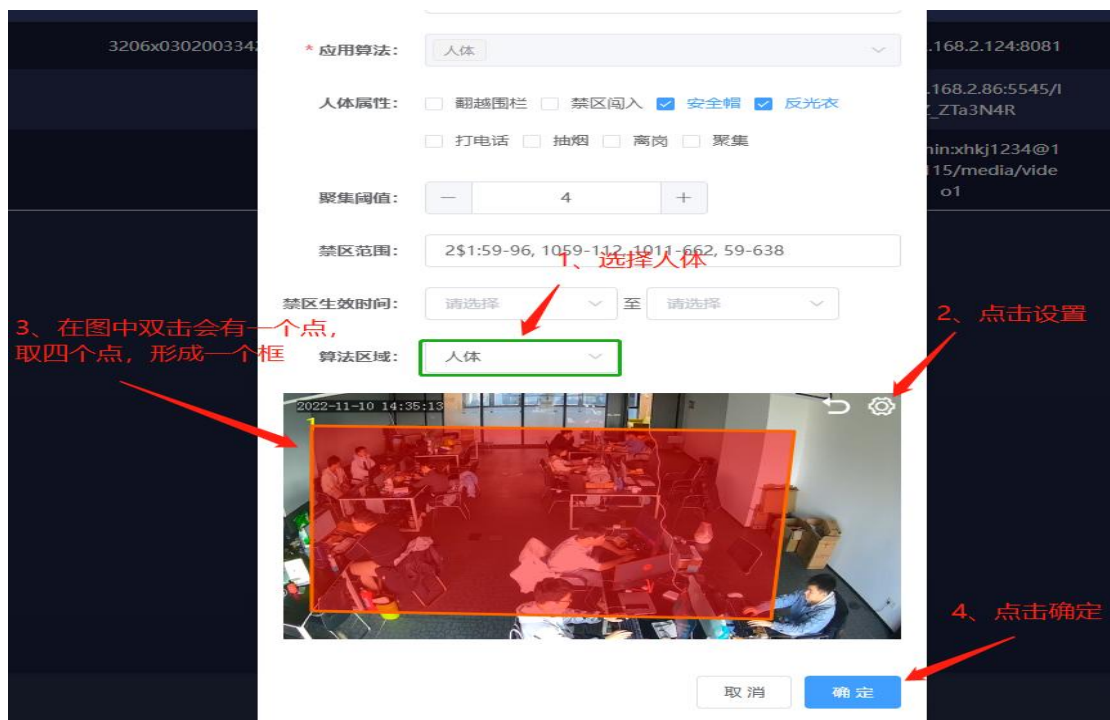 3206x030200334
* 应用算法：
人体
.168.2.124:8081
人体属性：
翻越围栏
禁区闯入
安全帽
反光衣
.168.2.86:5545/l
_ZTa3N4R
打电话
抽烟
离岗
聚集
min:xhkj1234@1
115/media/vide
o1
聚集阈值：
— 4 +
禁区范围：
2$1:59-96, 1059-112, 1011-662, 59-638
1、选择人体
禁区生效时间：
请选择
至
请选择
2、点击设置
3、在图中双击会有一个点，
取四个点，形成一个框
算法区域：
人体
2022-11-10 14:35:13
1
4、点击确定
取消
确定